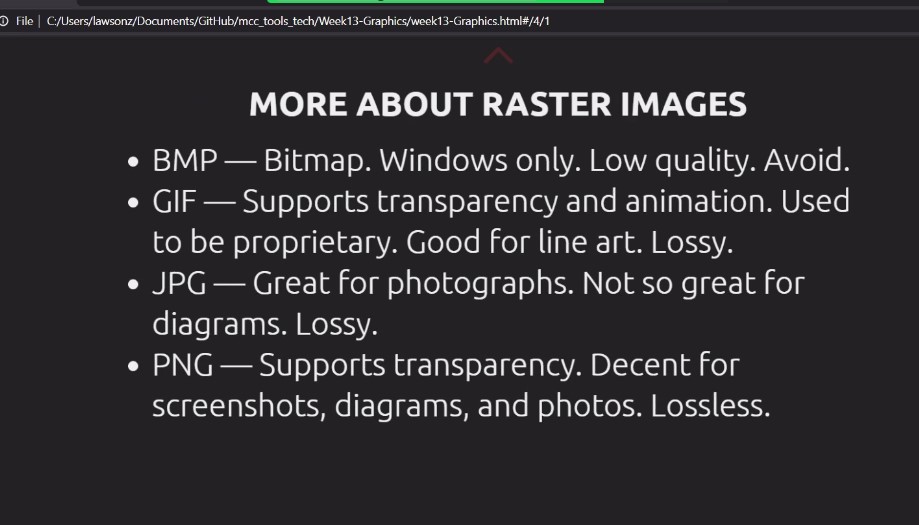 File | C:/Users/lawsonz/Documents/GitHub/mcc_tools_tech/Week13-Graphics/week13-Graphics.html#/4/1
MORE ABOUT RASTER IMAGES
• BMP — Bitmap. Windows only. Low quality. Avoid.
• GIF — Supports transparency and animation. Used
to be proprietary. Good for line art. Lossy.
• JPG — Great for photographs. Not so great for
diagrams. Lossy.
• PNG — Supports transparency. Decent for
screenshots, diagrams, and photos. Lossless.